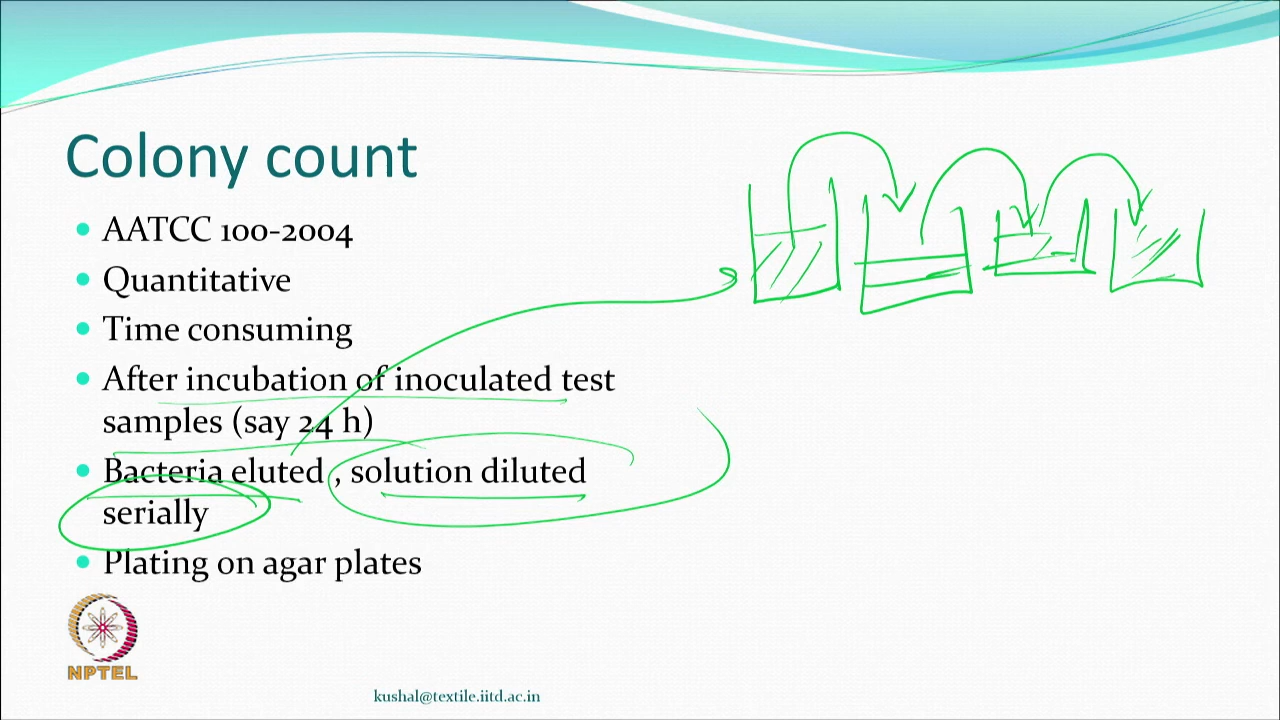 Colony count
AATCC 100-2004
Quantitative
Time consuming
After incubation of inoculated test
samples (say 24 h)
Bacteria eluted , solution diluted
serially
Plating on agar plates
NPTEL
kushal@textile.iitd.ac.in